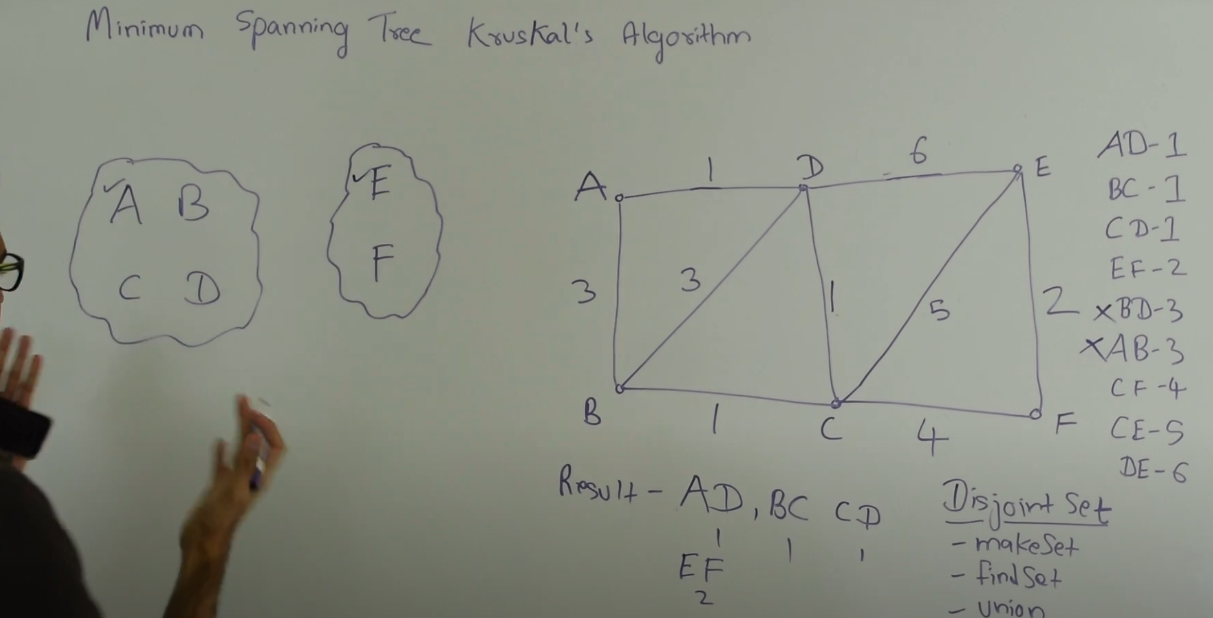 Minimum Spanning Tree Kruskal's Algorithm
A B
C D
E
F
A 1 D 6 E
3 3 1 5 2
B 1 C 4 F
AD-1
BC-1
CD-1
EF-2
xBD-3
xAB-3
CF-4
CE-5
DE-6
Result - AD, BC CD
1 1 1
EF
2
Disjoint Set
- makeSet
- findSet
- union